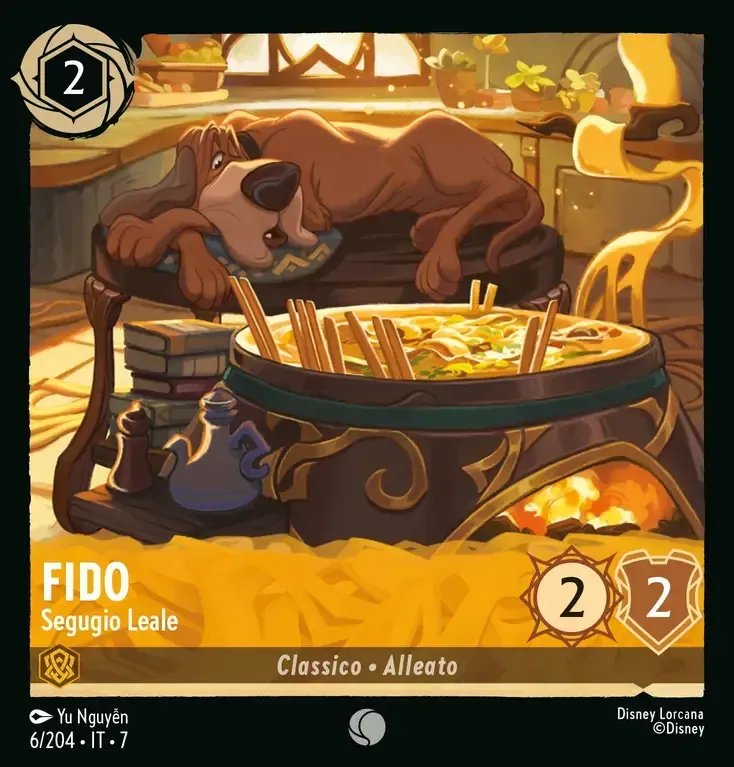 2
FIDO
Segugio Leale
2
2
Classico • Alleato
Yu Nguyễn
6/204 • IT • 7
Disney Lorcana
©Disney